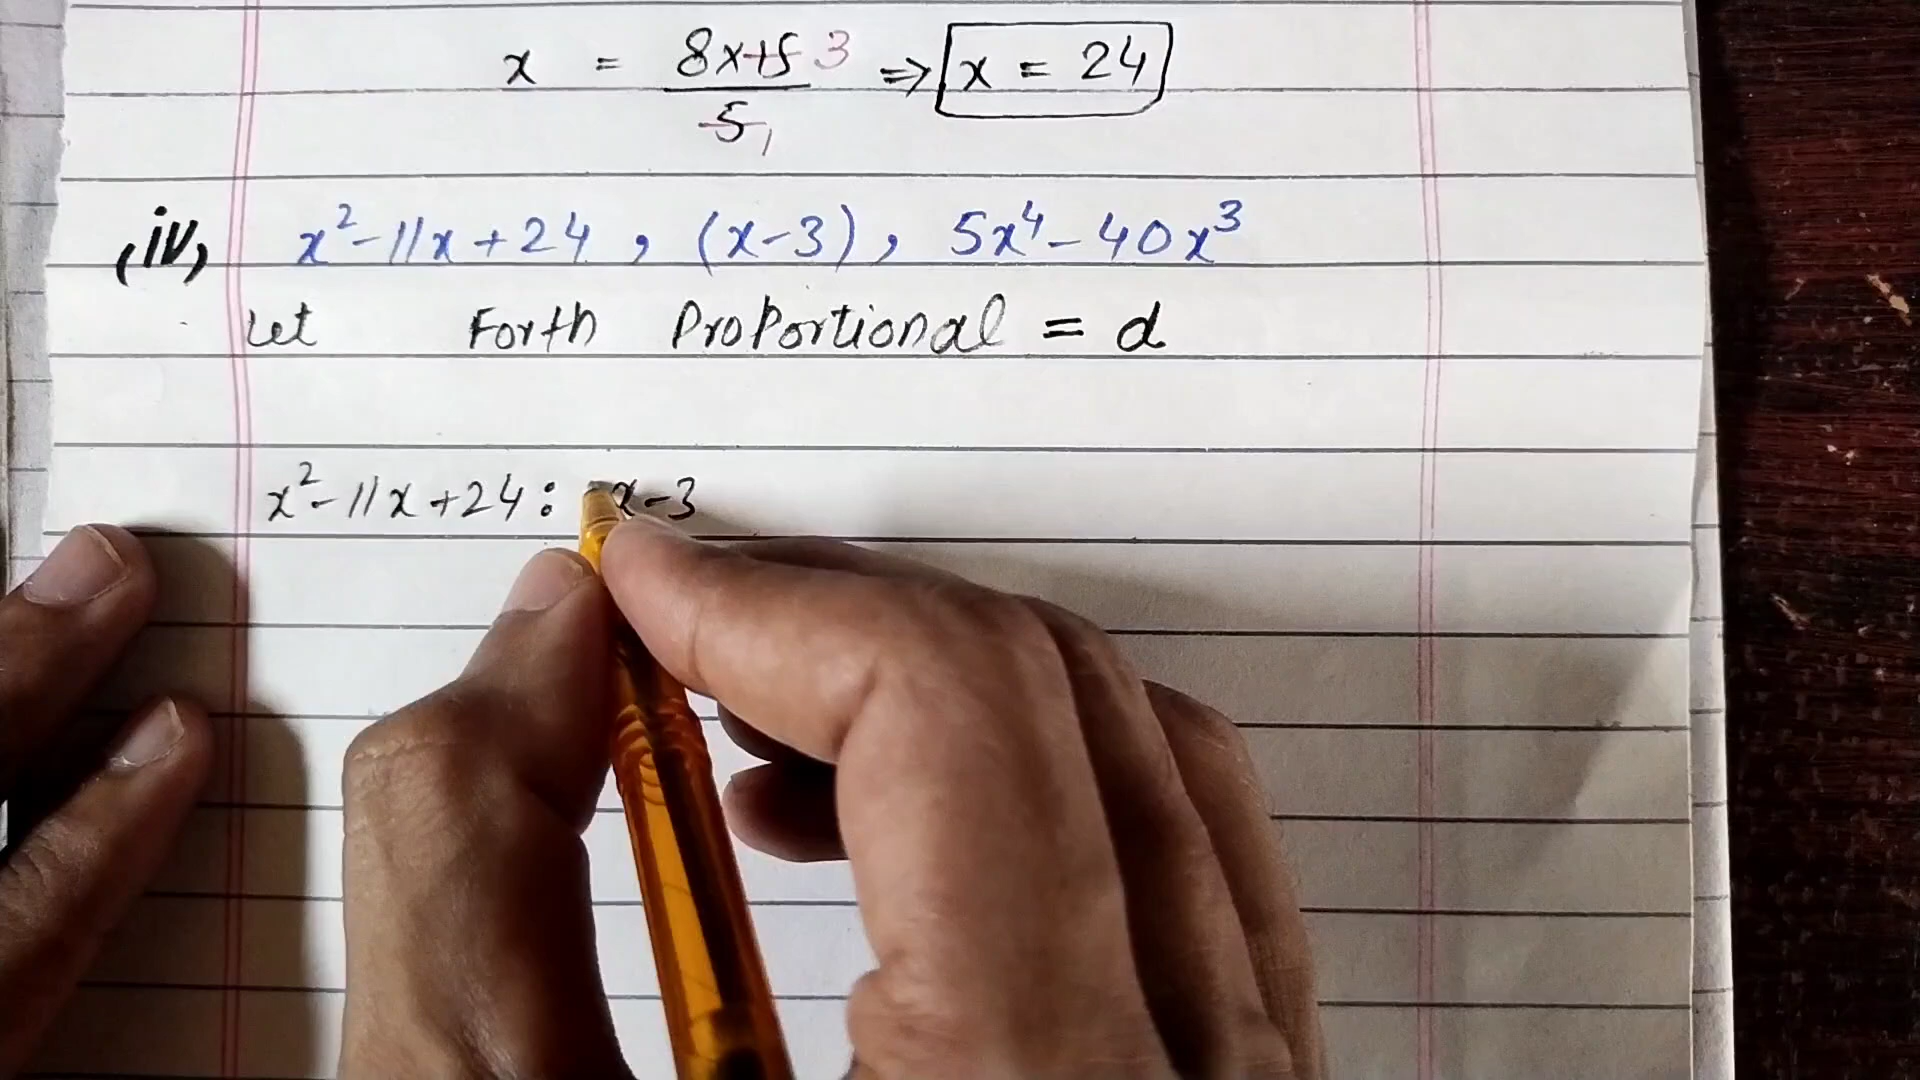 x = 8x+5 3 / 5 1 ⇒ x = 24
(iv) x²-11x+24 , (x-3) , 5x⁴-40x³
Let Forth Proportional = d
x²-11x+24 : x-3